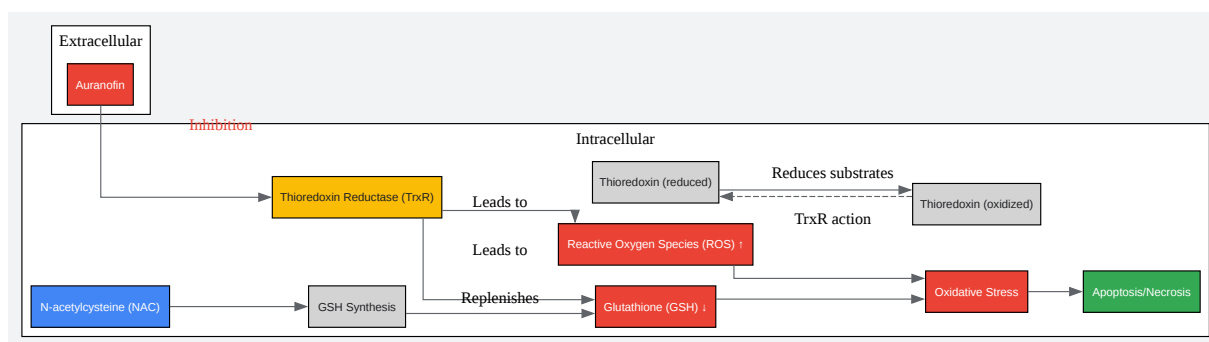 Extracellular
Auranofin
Inhibition
Intracellular
Thioredoxin (reduced)
Reduces substrates
Thioredoxin Reductase (TrxR)
Leads to
Thioredoxin (oxidized)
TrxR action
Reactive Oxygen Species (ROS) ↑
Leads to
N-acetylcysteine (NAC)
GSH Synthesis
Replenishes
Glutathione (GSH) ↓
Oxidative Stress
Apoptosis/Necrosis